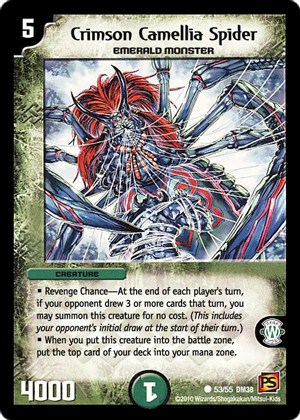 5
Crimson Camellia Spider
EMERALD MONSTER
CREATURE
■ Revenge Chance—At the end of each player's turn,
if your opponent drew 3 or more cards that turn, you
may summon this creature for no cost. (This includes
your opponent's initial draw at the start of their turn.)
■ When you put this creature into the battle zone,
put the top card of your deck into your mana zone.
W
4000
1
● 53/55 DM38
©2010 Wizards/Shogakukan/Mitsui-Kids
PS